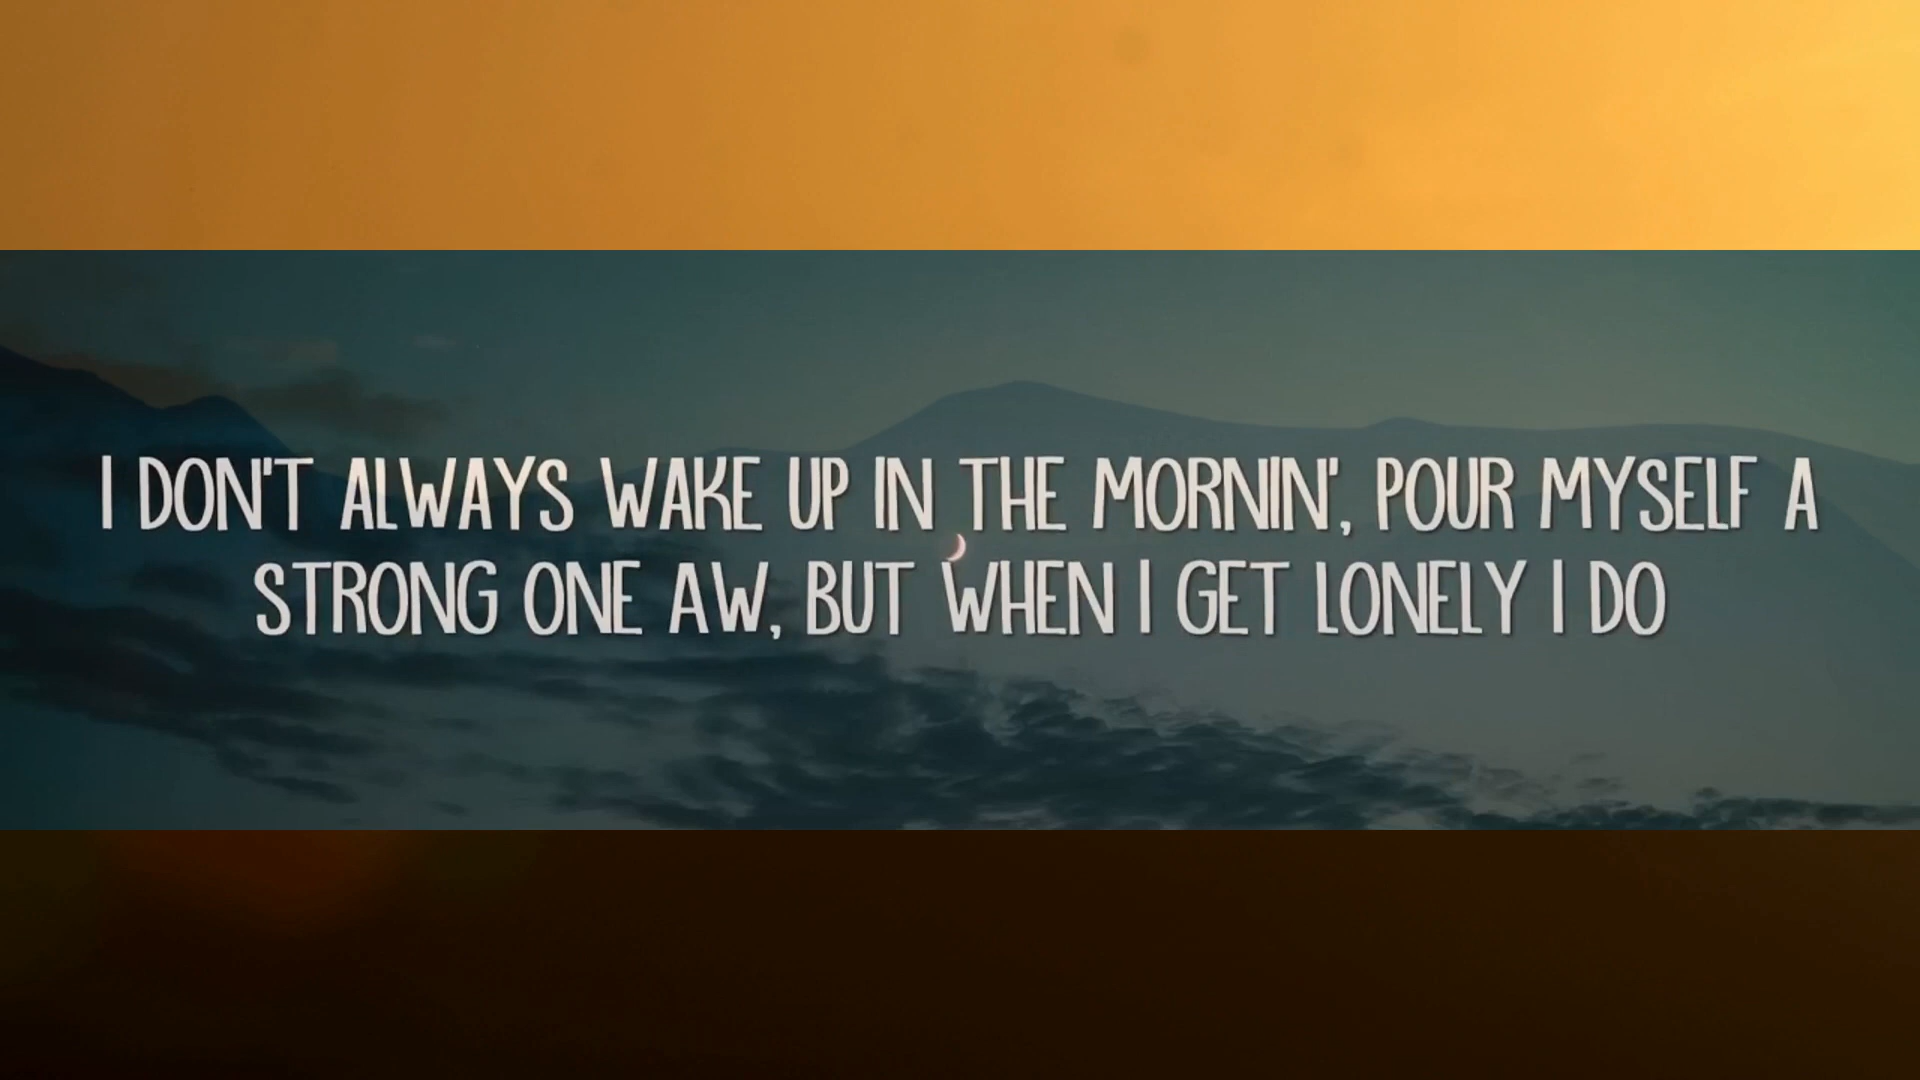 I DON'T ALWAYS WAKE UP IN THE MORNIN', POUR MYSELF A
STRONG ONE AW, BUT WHEN I GET LONELY I DO